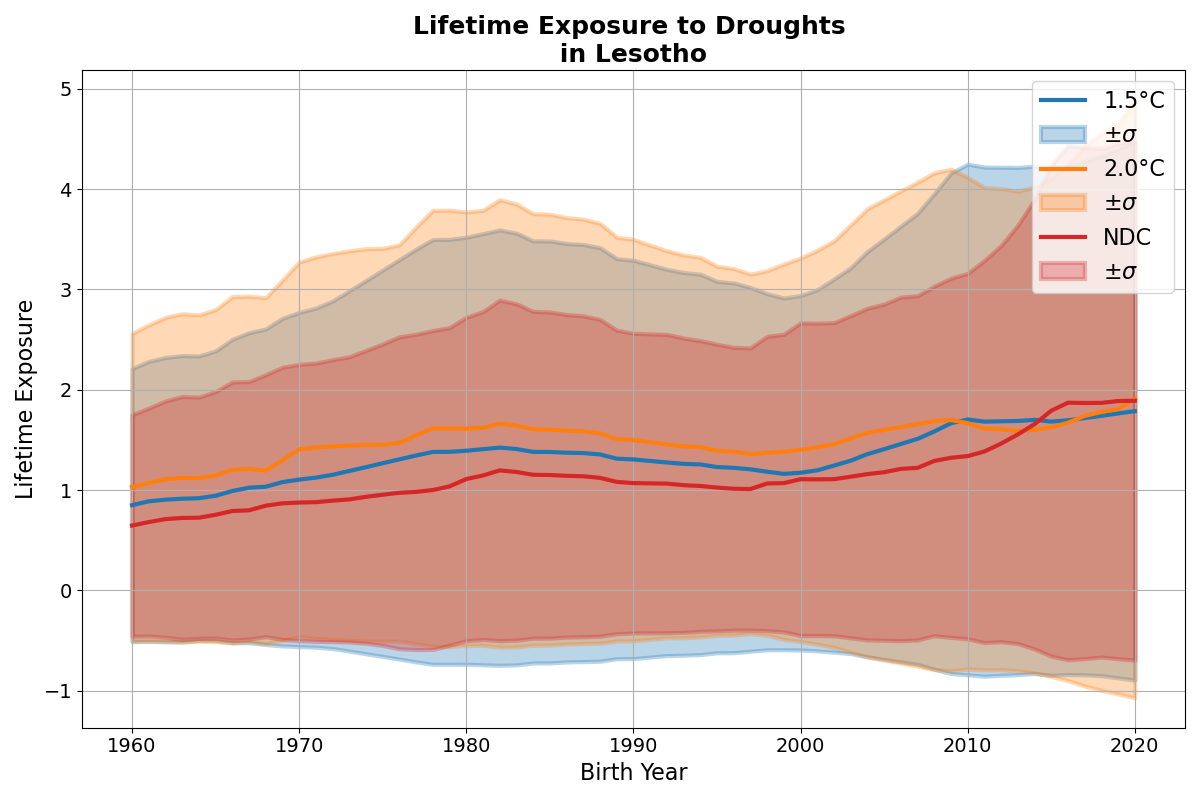 Lifetime Exposure to Droughts
in Lesotho
5
4
3
2
1
0
−1
Lifetime Exposure
1.5°C
±σ
2.0°C
±σ
NDC
±σ
1960
1970
1980
1990
2000
2010
2020
Birth Year